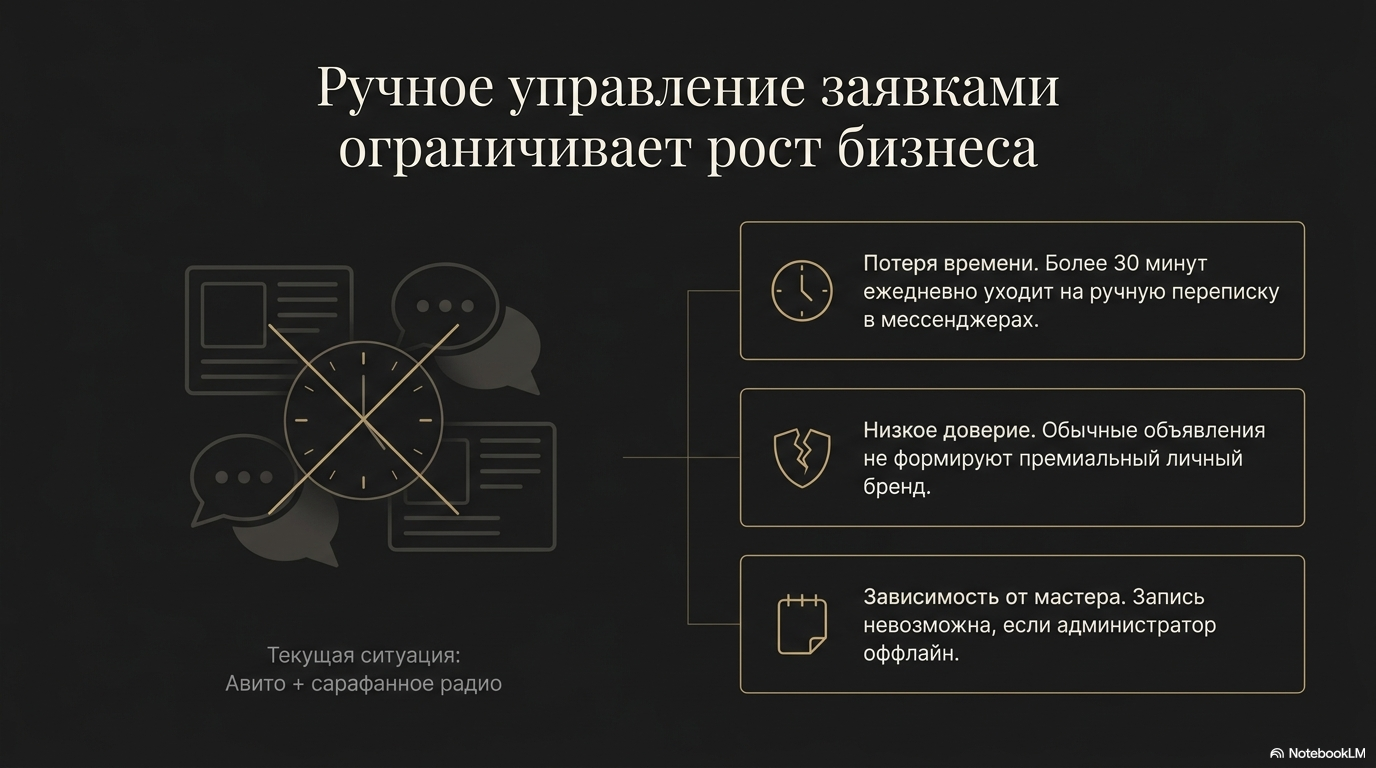 Ручное управление заявками
ограничивает рост бизнеса
Потеря времени. Более 30 минут
ежедневно уходит на ручную переписку
в мессенджерах.
Низкое доверие. Обычные объявления
не формируют премиальный личный
бренд.
Зависимость от мастера. Запись
невозможна, если администратор
оффлайн.
Текущая ситуация:
Авито + сарафанное радио
NotebookLM